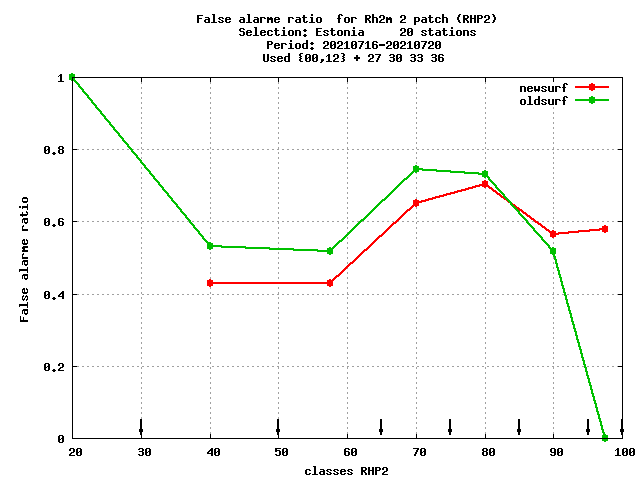 False alarme ratio  for Rh2m 2 patch (RHP2)
Selection: Estonia     20 stations
Period: 20210716-20210720
Used {00,12} + 27 30 33 36
newsurf
oldsurf
1
0.8
0.6
0.4
0.2
0
False alarme ratio
20 30 40 50 60 70 80 90 100
classes RHP2